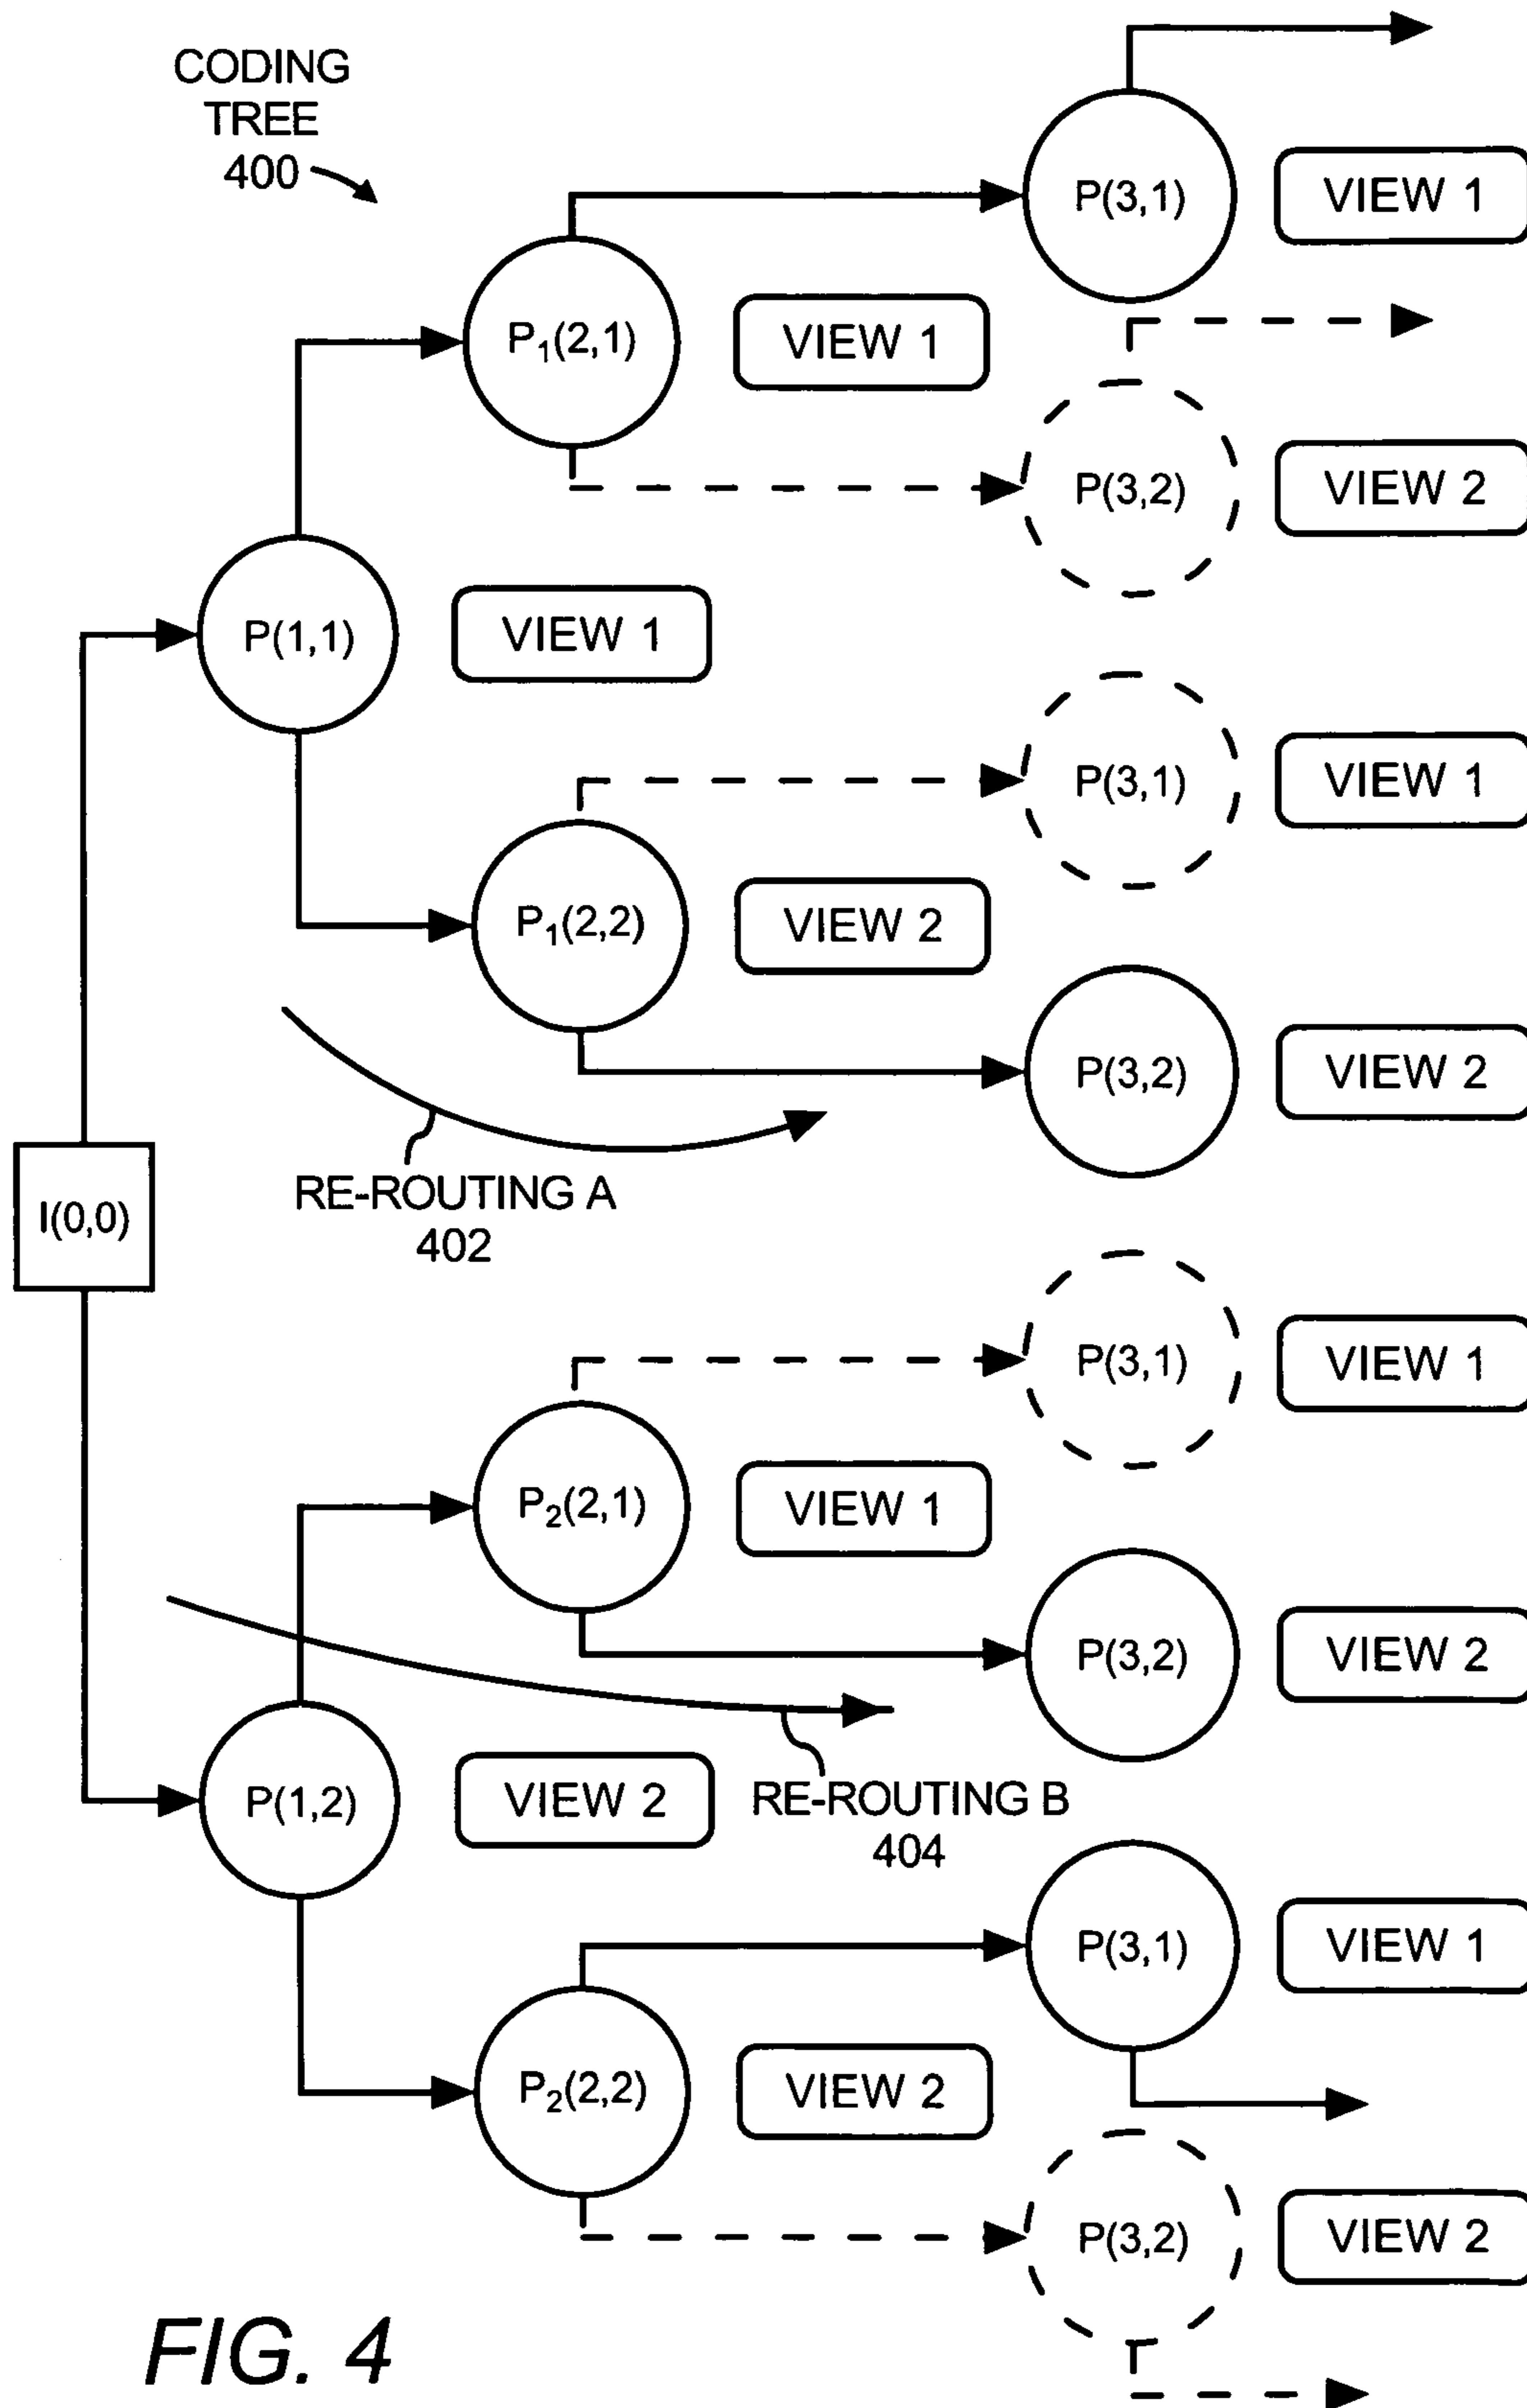 CODING
TREE
400
P(3,1)
VIEW 1
P₁(2,1)
VIEW 1
P(3,2)
VIEW 2
P(1,1)
VIEW 1
P(3,1)
VIEW 1
P₁(2,2)
VIEW 2
P(3,2)
VIEW 2
RE-ROUTING A
402
I(0,0)
P(3,1)
VIEW 1
P₂(2,1)
VIEW 1
P(3,2)
VIEW 2
P(1,2)
VIEW 2
RE-ROUTING B
404
P(3,1)
VIEW 1
P₂(2,2)
VIEW 2
P(3,2)
VIEW 2
FIG. 4